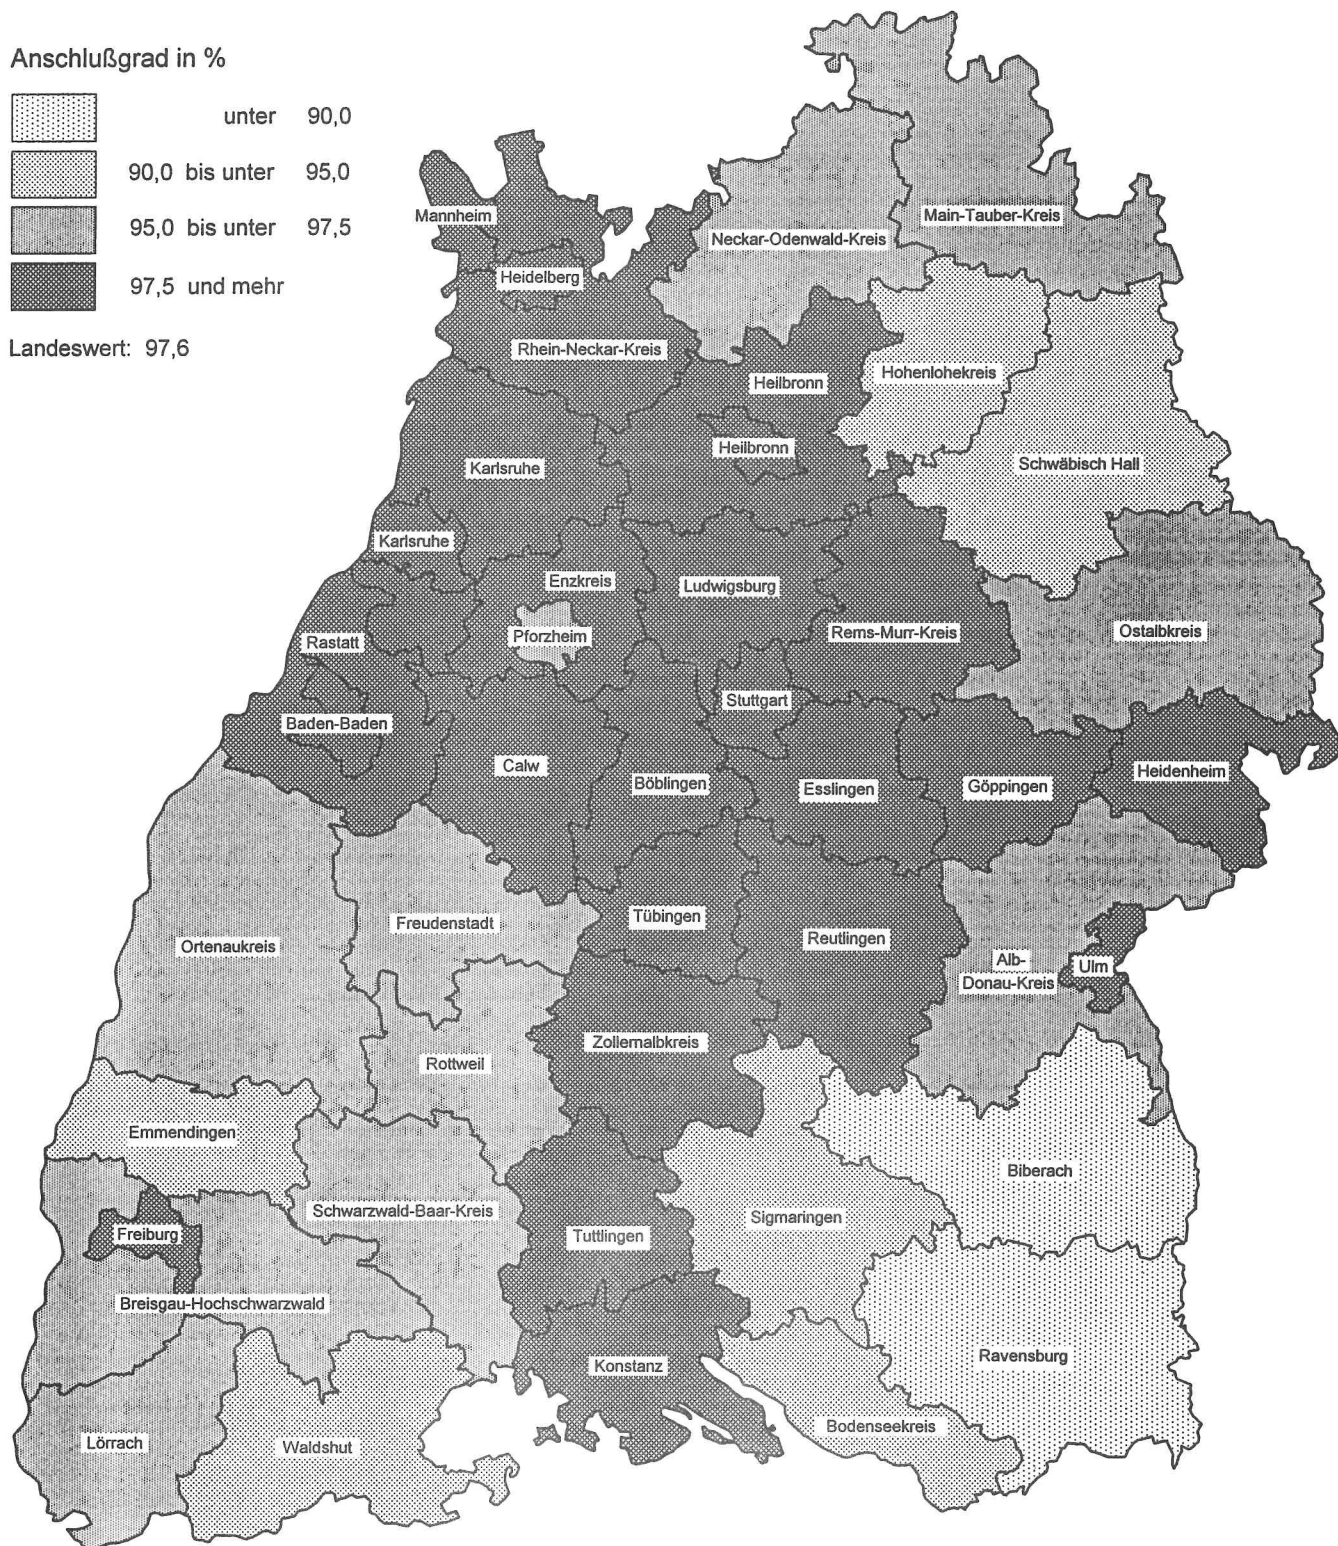 Anschlußgrad in %
unter 90,0
90,0 bis unter 95,0
95,0 bis unter 97,5
97,5 und mehr
Landeswert: 97,6
Main-Tauber-Kreis
Mannheim
Neckar-Odenwald-Kreis
Heidelberg
Rhein-Neckar-Kreis
Hohenlohekreis
Heilbronn
Heilbronn
Schwäbisch Hall
Karlsruhe
Karlsruhe
Enzkreis
Ludwigsburg
Pforzheim
Rems-Murr-Kreis
Ostalbkreis
Rastatt
Stuttgart
Baden-Baden
Calw
Böblingen
Esslingen
Göppingen
Heidenheim
Freudenstadt
Tübingen
Reutlingen
Ortenaukreis
Alb-
Donau-Kreis
Ulm
Zollernalbkreis
Rottweil
Emmendingen
Biberach
Schwarzwald-Baar-Kreis
Sigmaringen
Freiburg
Tuttlingen
Breisgau-Hochschwarzwald
Ravensburg
Konstanz
Bodenseekreis
Lörrach
Waldshut